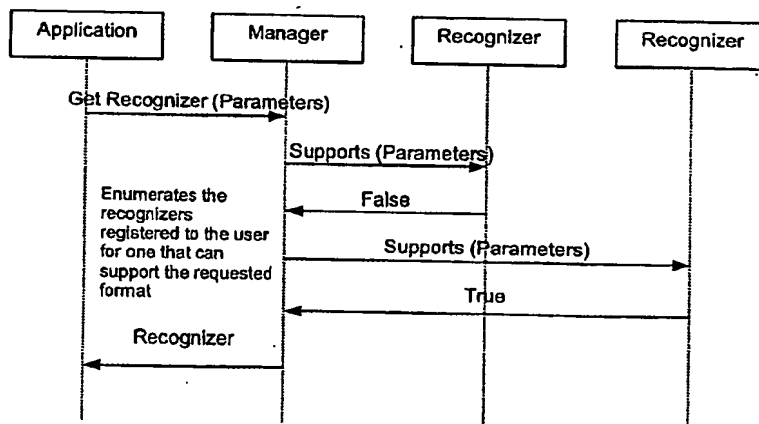 Application
Manager
Recognizer
Recognizer
Get Recognizer (Parameters)
Supports (Parameters)
False
Enumerates the
recognizers
registered to the user
for one that can
support the requested
format
Supports (Parameters)
True
Recognizer